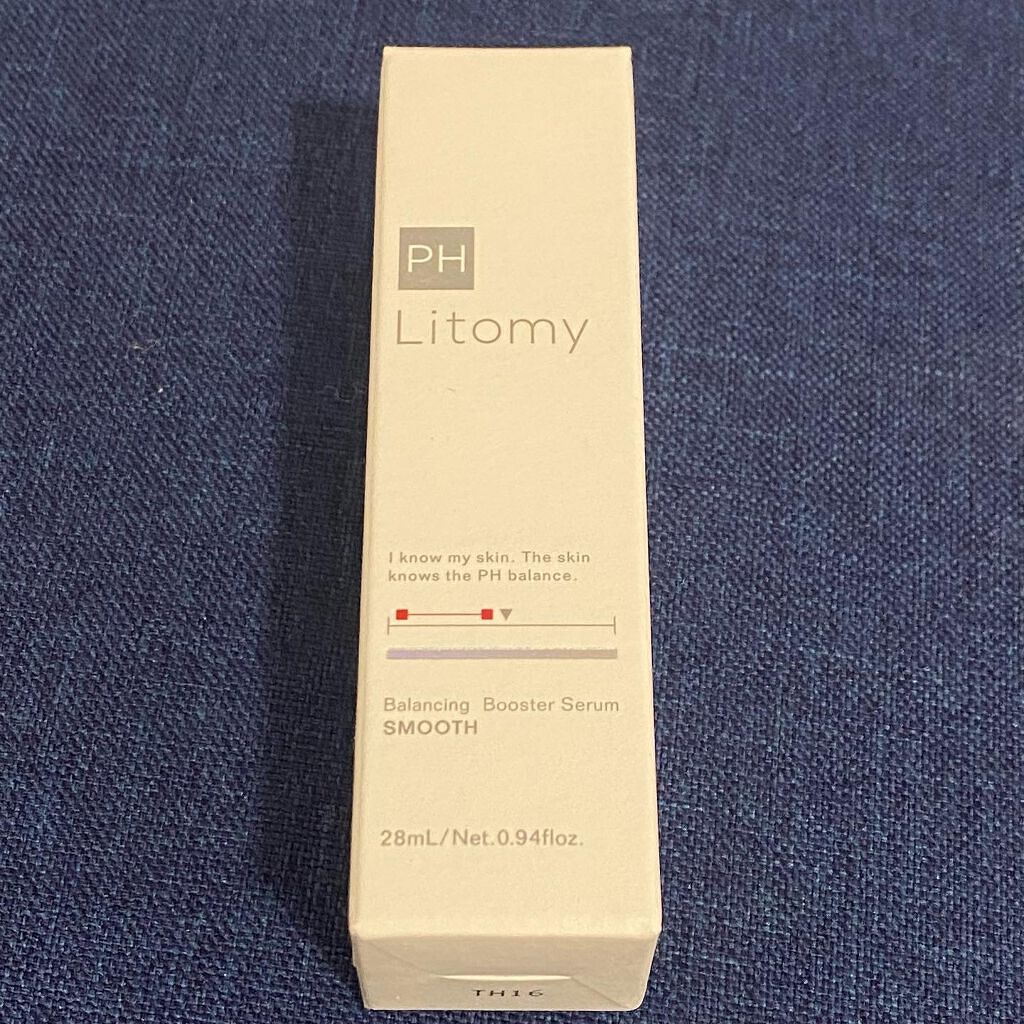 PH
Litomy
I know my skin. The skin
knows the PH balance.
Balancing Booster Serum
SMOOTH
28mL/Net.0.94floz.
TH16